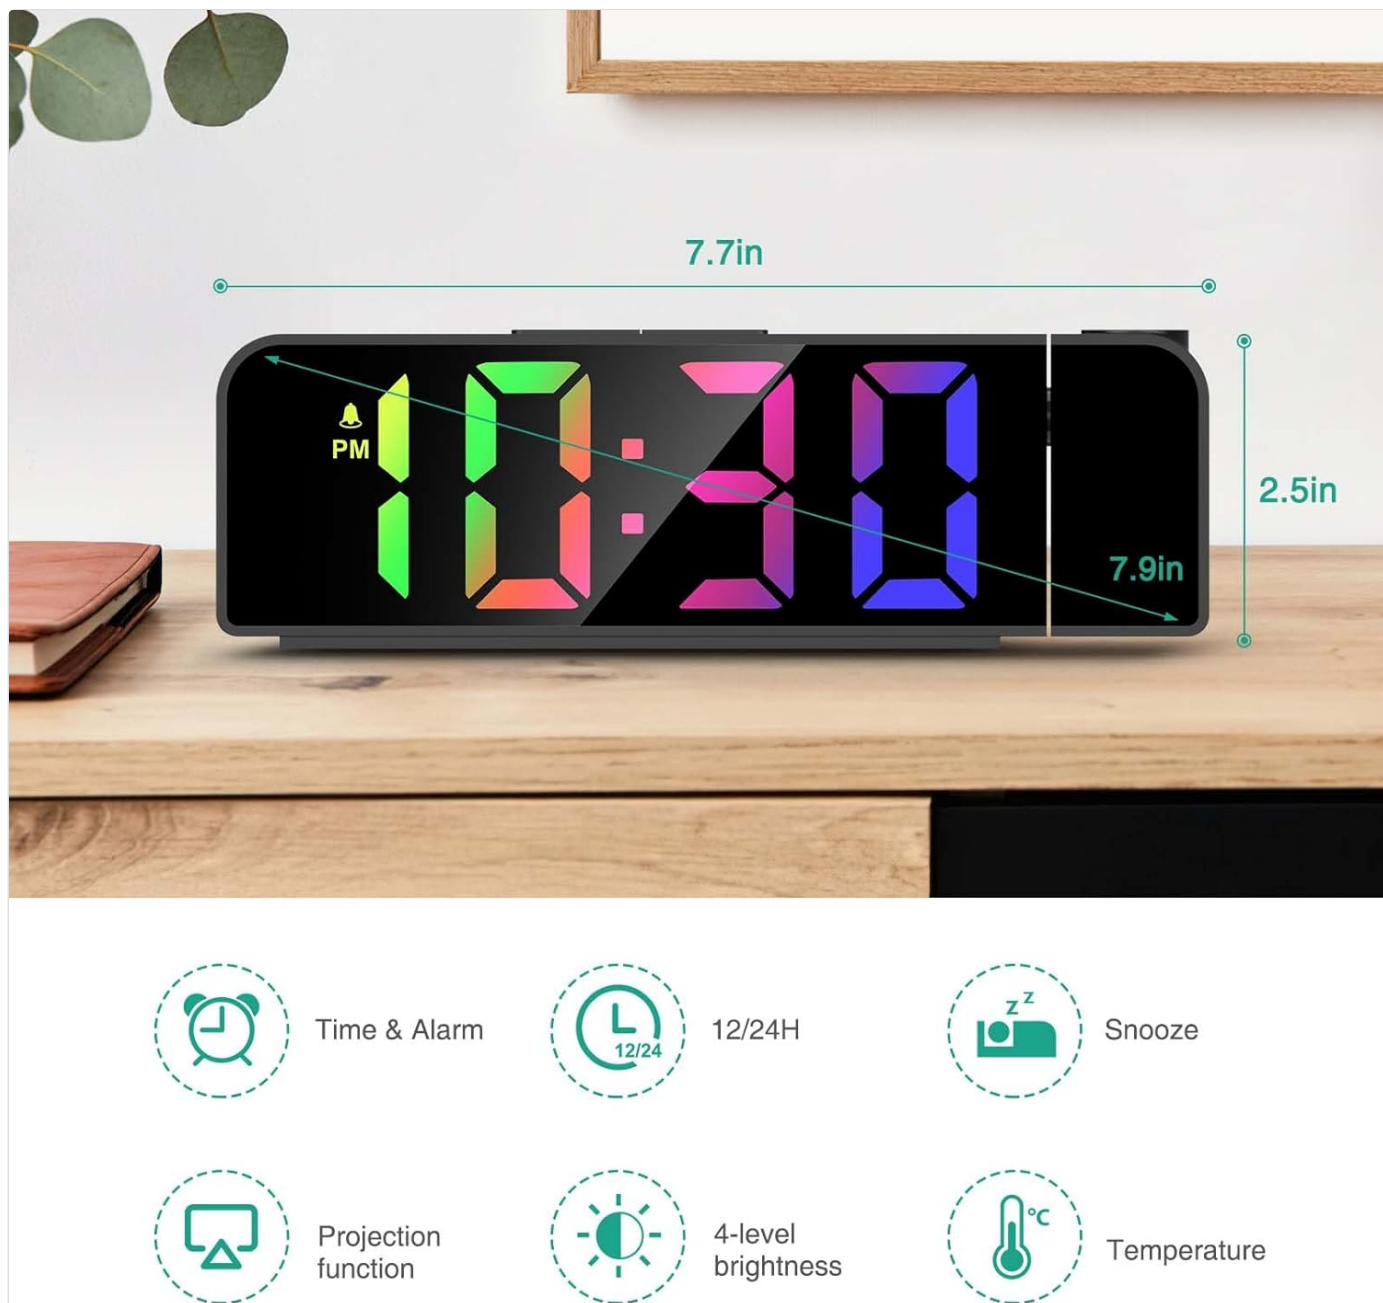 7.7in
PM
10:30
2.5in
7.9in
Time & Alarm
12/24
12/24H
z z
Snooze
Projection
function
4-level
brightness
°C
Temperature